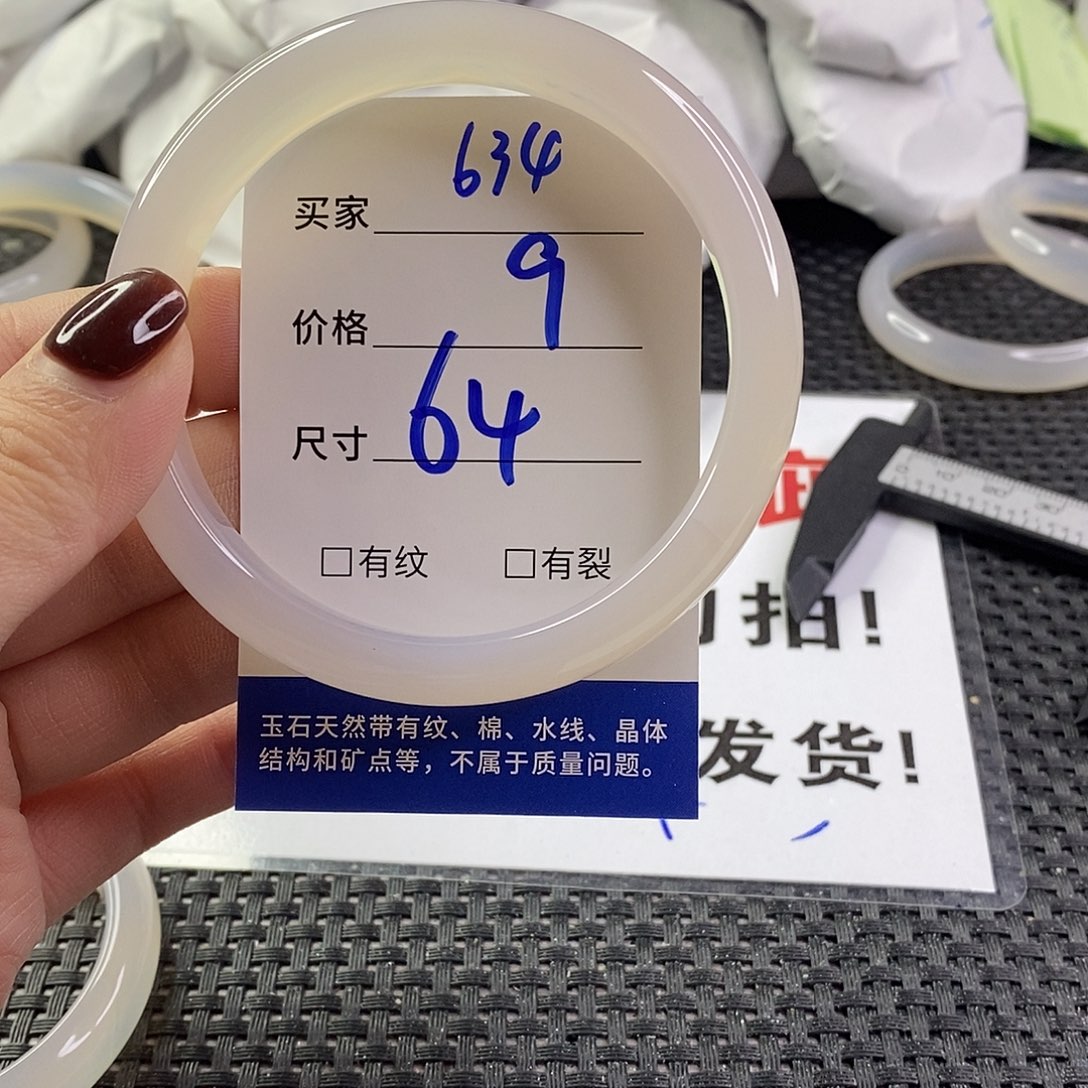 买家 634
价格 9
尺寸 64
□有纹 □有裂
玉石天然带有纹、棉、水线、晶体
结构和矿点等，不属于质量问题。
拍！
发货！